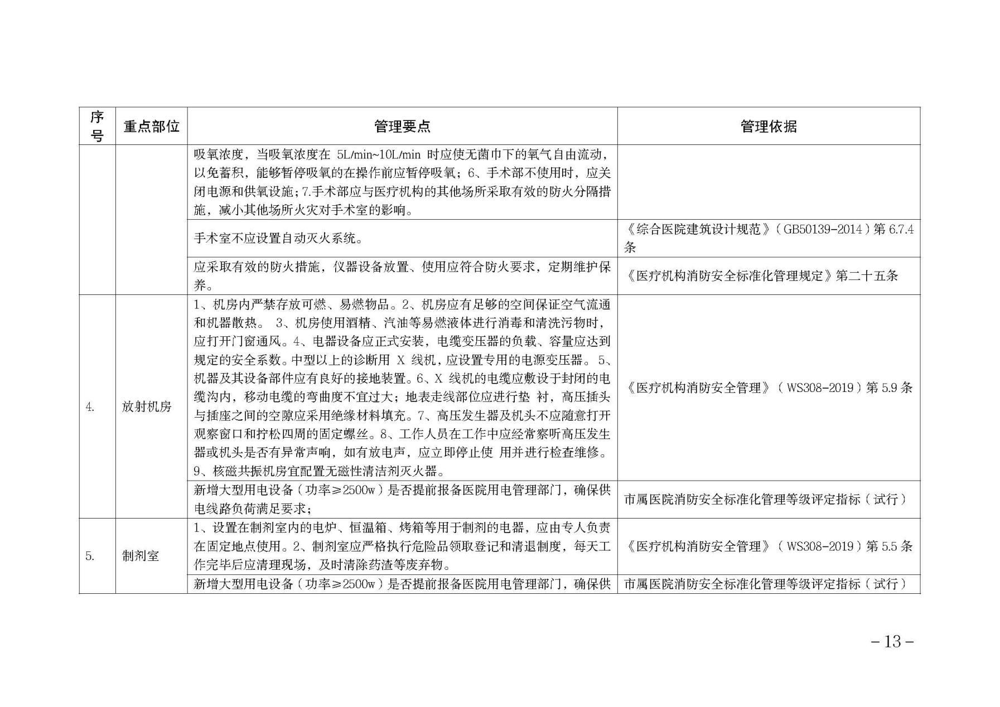 序号
重点部位
管理要点
管理依据
吸氧浓度，当吸氧浓度在 5L/min~10L/min 时应使无菌巾下的氧气自由流动，
以免蓄积，能够暂停吸氧的在操作前应暂停吸氧；6、手术部不使用时，应关
闭电源和供氧设施；7.手术部应与医疗机构的其他场所采取有效的防火分隔措
施，减小其他场所火灾对手术室的影响。
手术室不应设置自动灭火系统。
《综合医院建筑设计规范》（GB50139-2014）第 6.7.4
条
应采取有效的防火措施，仪器设备放置、使用应符合防火要求，定期维护保
养。
《医疗机构消防安全标准化管理规定》第二十五条
4.
放射机房
1、机房内严禁存放可燃、易燃物品。2、机房应有足够的空间保证空气流通
和机器散热。 3、机房使用酒精、汽油等易燃液体进行消毒和清洗污物时，
应打开门窗通风。4、电器设备应正式安装，电缆变压器的负载、容量应达到
规定的安全系数。中型以上的诊断用 X 线机，应设置专用的电源变压器。 5、
机器及其设备部件应有良好的接地装置。6、X 线机的电缆应敷设于封闭的电
缆沟内，移动电缆的弯曲度不宜过大；地表走线部位应进行垫 衬，高压插头
与插座之间的空隙应采用绝缘材料填充。7、高压发生器及机头不应随意打开
观察窗口和拧松四周的固定螺丝。8、工作人员在工作中应经常察听高压发生
器或机头是否有异常声响，如有放电声，应立即停止使 用并进行检查维修。
9、核磁共振机房宜配置无磁性清洁剂灭火器。
《医疗机构消防安全管理》（WS308-2019）第 5.9 条
新增大型用电设备（功率≥2500w）是否提前报备医院用电管理部门，确保供
电线路负荷满足要求；
市属医院消防安全标准化管理等级评定指标（试行）
5.
制剂室
1、设置在制剂室内的电炉、恒温箱、烤箱等用于制剂的电器，应由专人负责
在固定地点使用。2、制剂室应严格执行危险品领取登记和清退制度，每天工
作完毕后应清理现场，及时清除药渣等废弃物。
《医疗机构消防安全管理》（WS308-2019）第 5.5 条
新增大型用电设备（功率≥2500w）是否提前报备医院用电管理部门，确保供
市属医院消防安全标准化管理等级评定指标（试行）
－13－